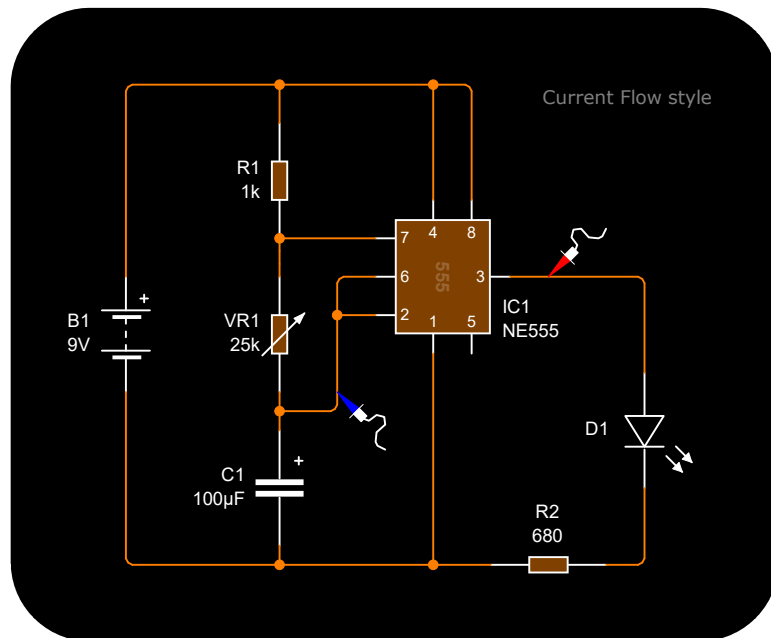 Current Flow style
R1
1k
7
4
8
6
555
3
2
1
5
IC1
NE555
+
B1
9V
VR1
25k
D1
+
C1
100µF
R2
680